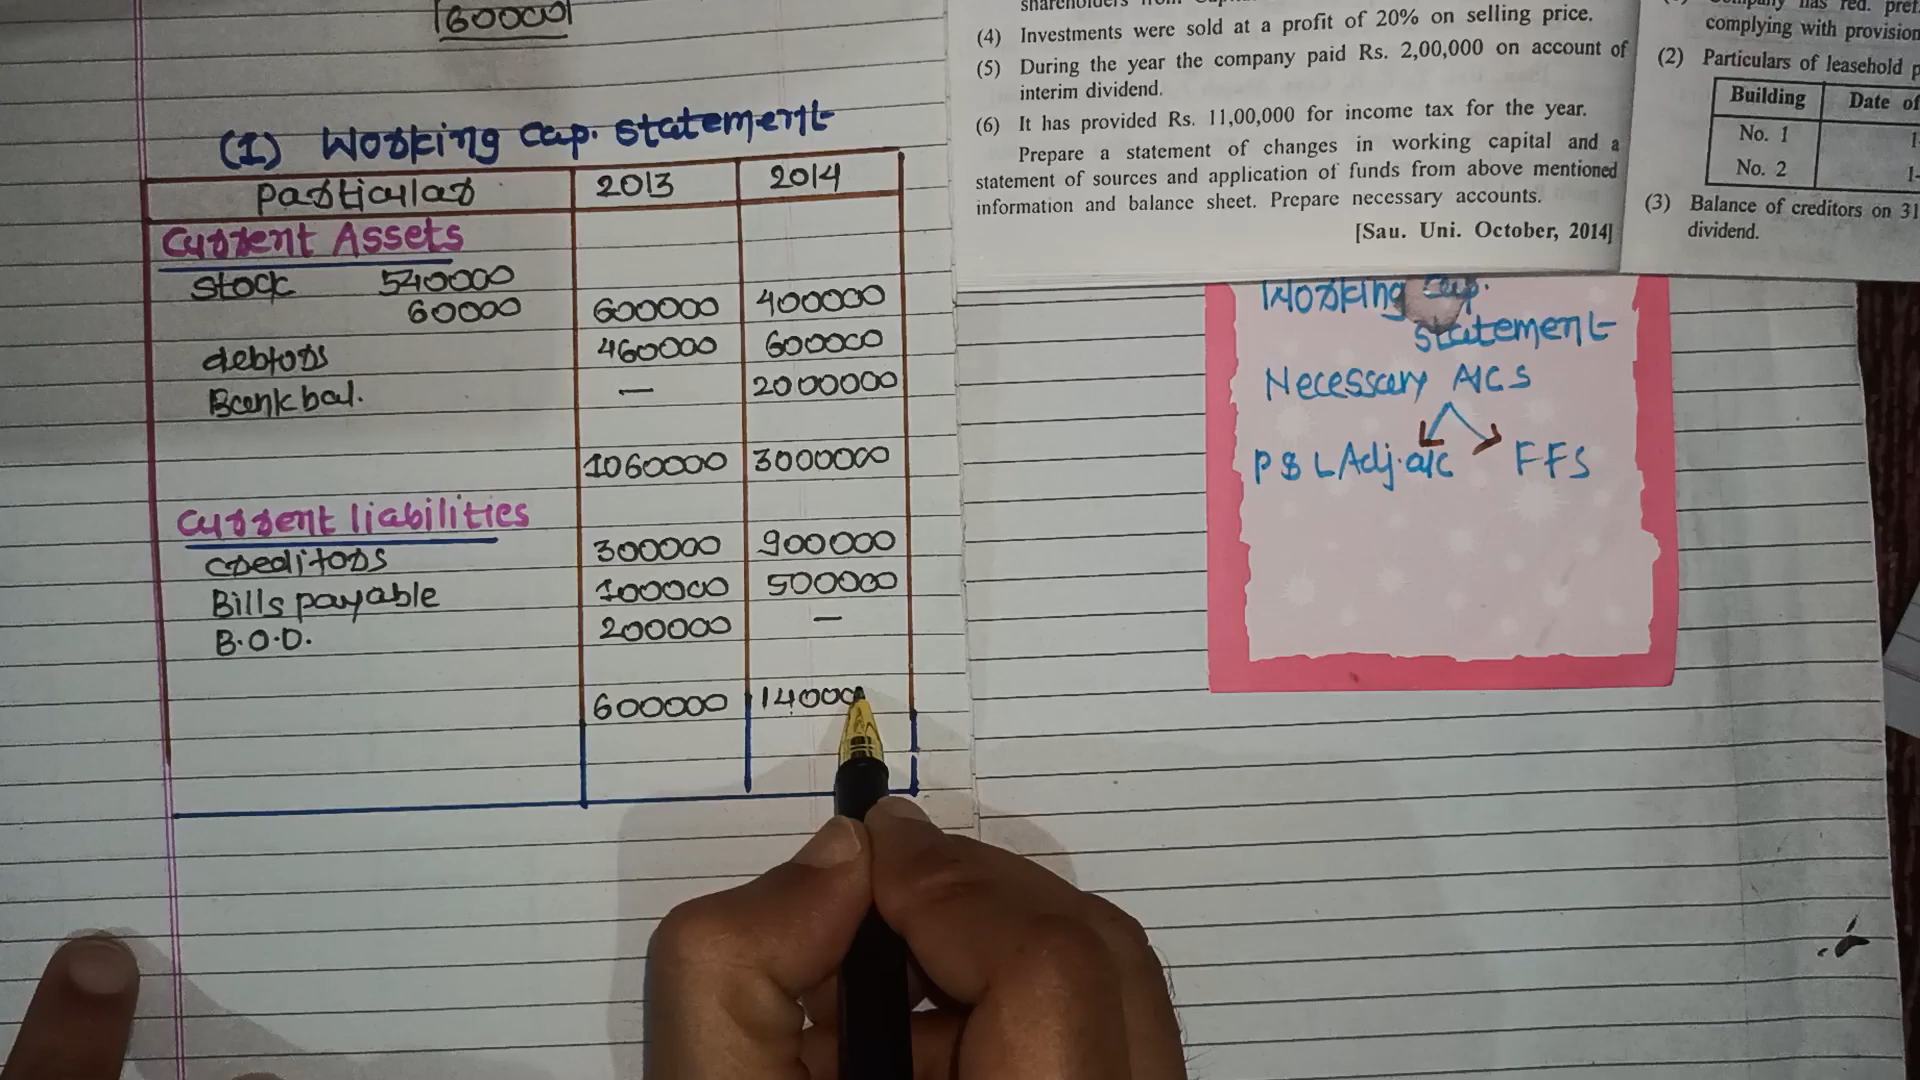 60000
(1) Working Cap. Statement
Particular 2013 2014
Current Assets
Stock 540000
60000 600000 400000
debtors 460000 600000
Bank bal. — 2000000
1060000 3000000
Current liabilities
creditors 300000 900000
Bills payable 100000 500000
B.O.D. 200000 —
600000 14000
(4) Investments were sold at a profit of 20% on selling price.
(5) During the year the company paid Rs. 2,00,000 on account of
interim dividend.
(6) It has provided Rs. 11,00,000 for income tax for the year.
Prepare a statement of changes in working capital and a
statement of sources and application of funds from above mentioned
information and balance sheet. Prepare necessary accounts.
[Sau. Uni. October, 2014]
complying with provision
(2) Particulars of leasehold p
Building Date of
No. 1 1-
No. 2 1-
(3) Balance of creditors on 31
dividend.
Working Cap.
Statement
Necessary A/CS
P & L Adj. a/c FFS